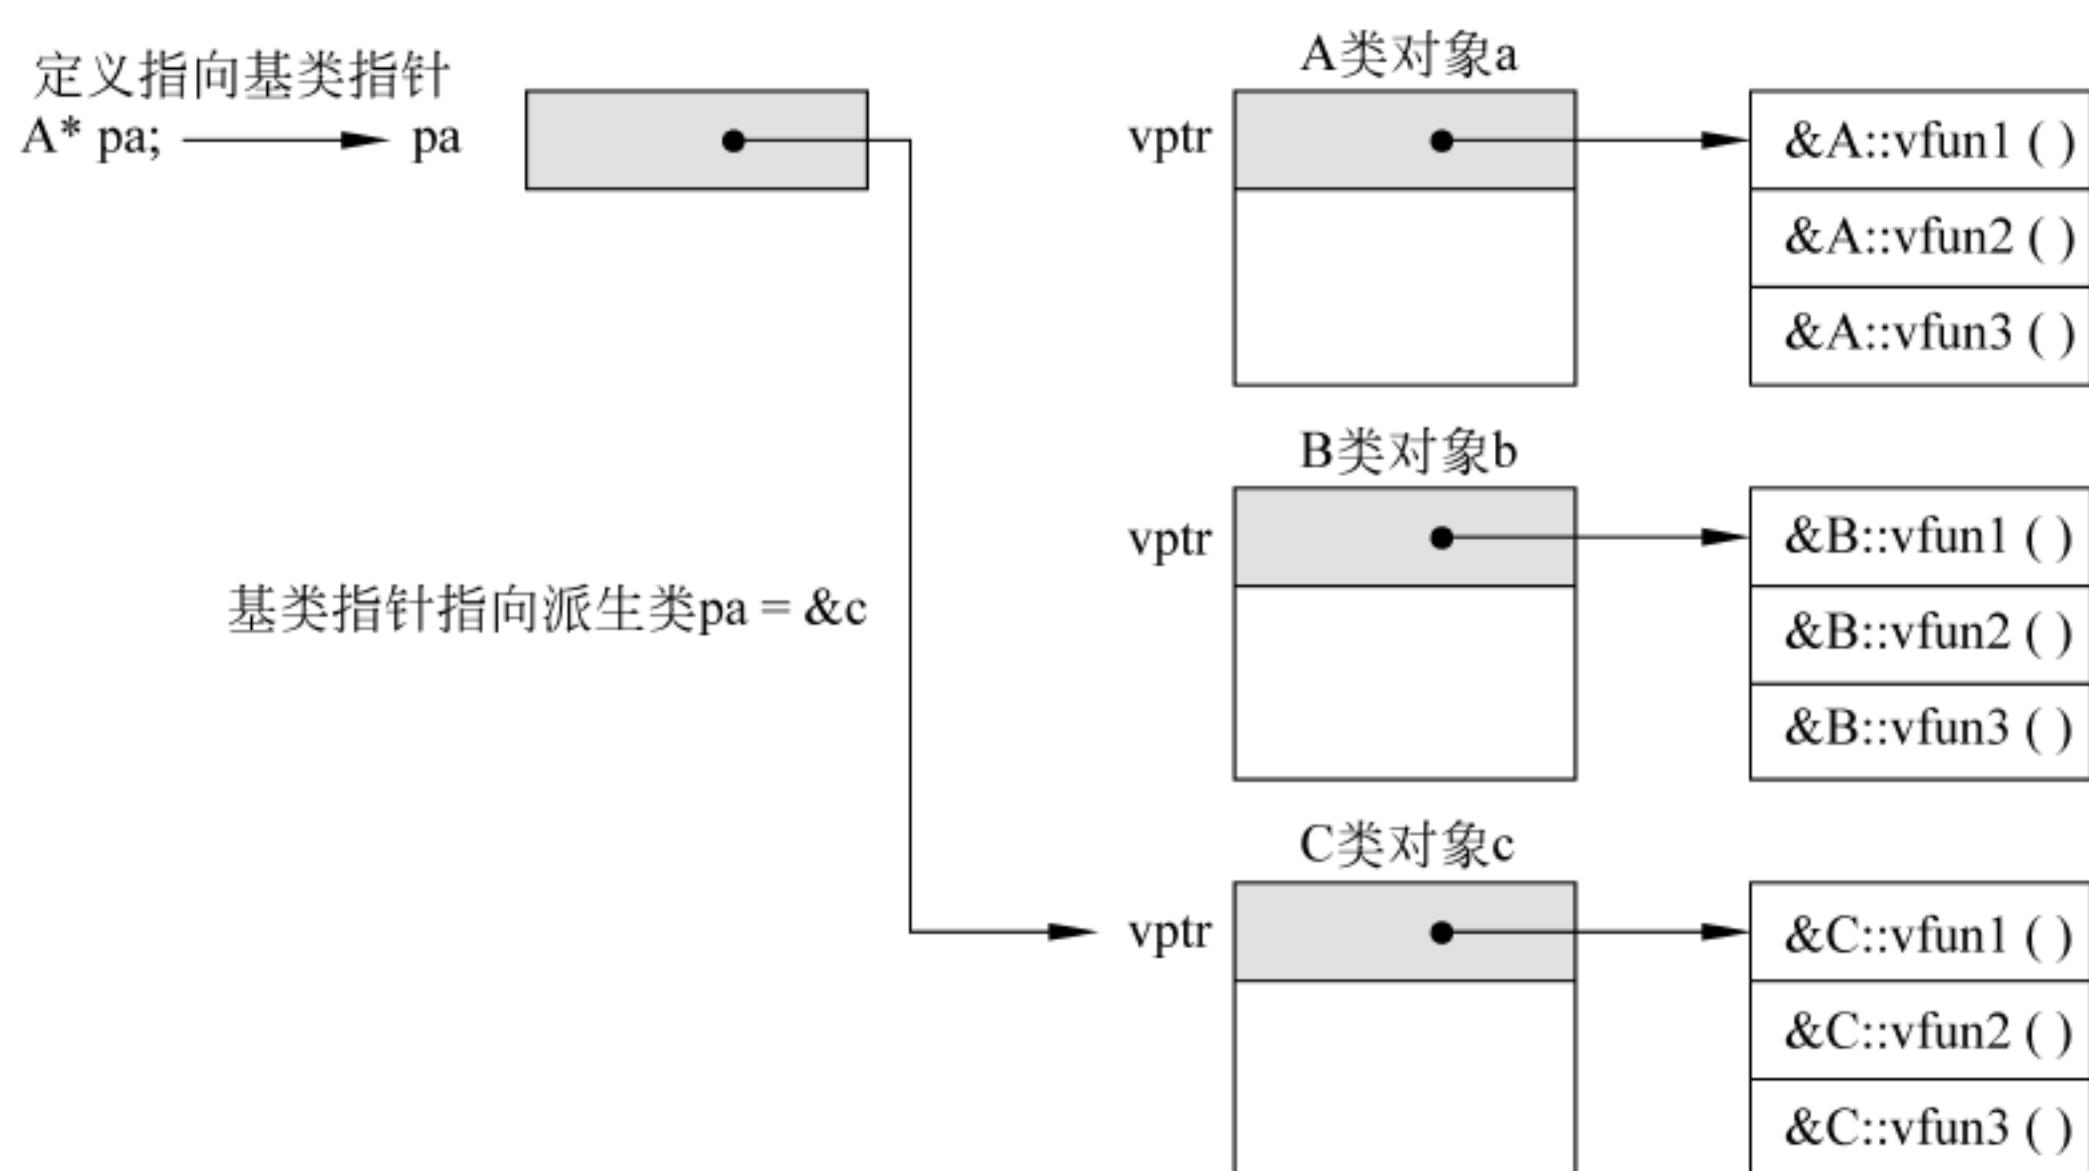 定义指向基类指针
A* pa;
pa
A类对象a
vptr
&A::vfun1 ( )
&A::vfun2 ( )
&A::vfun3 ( )
B类对象b
vptr
&B::vfun1 ( )
&B::vfun2 ( )
&B::vfun3 ( )
基类指针指向派生类pa = &c
C类对象c
vptr
&C::vfun1 ( )
&C::vfun2 ( )
&C::vfun3 ( )